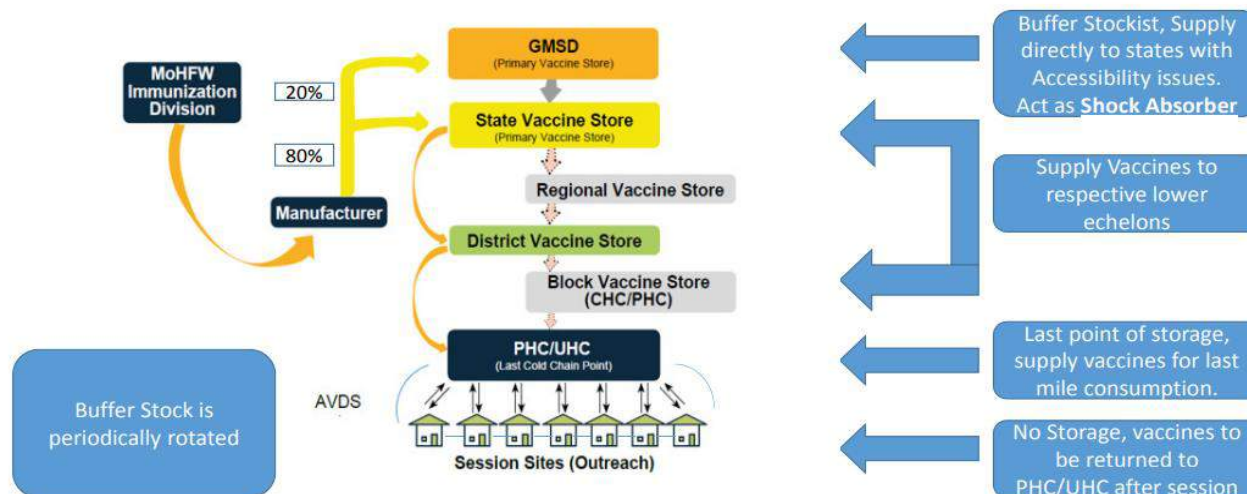 GMSD
(Primary Vaccine Store)
MoHFW
Immunization
Division
20%
State Vaccine Store
(Primary Vaccine Store)
80%
Regional Vaccine Store
Manufacturer
District Vaccine Store
Block Vaccine Store
(CHC/PHC)
PHC/UHC
(Last Cold Chain Point)
AVDS
Session Sites (Outreach)
Buffer Stock is
periodically rotated
Buffer Stockist, Supply
directly to states with
Accessibility issues.
Act as Shock Absorber
Supply Vaccines to
respective lower
echelons
Last point of storage,
supply vaccines for last
mile consumption.
No Storage, vaccines to
be returned to
PHC/UHC after session